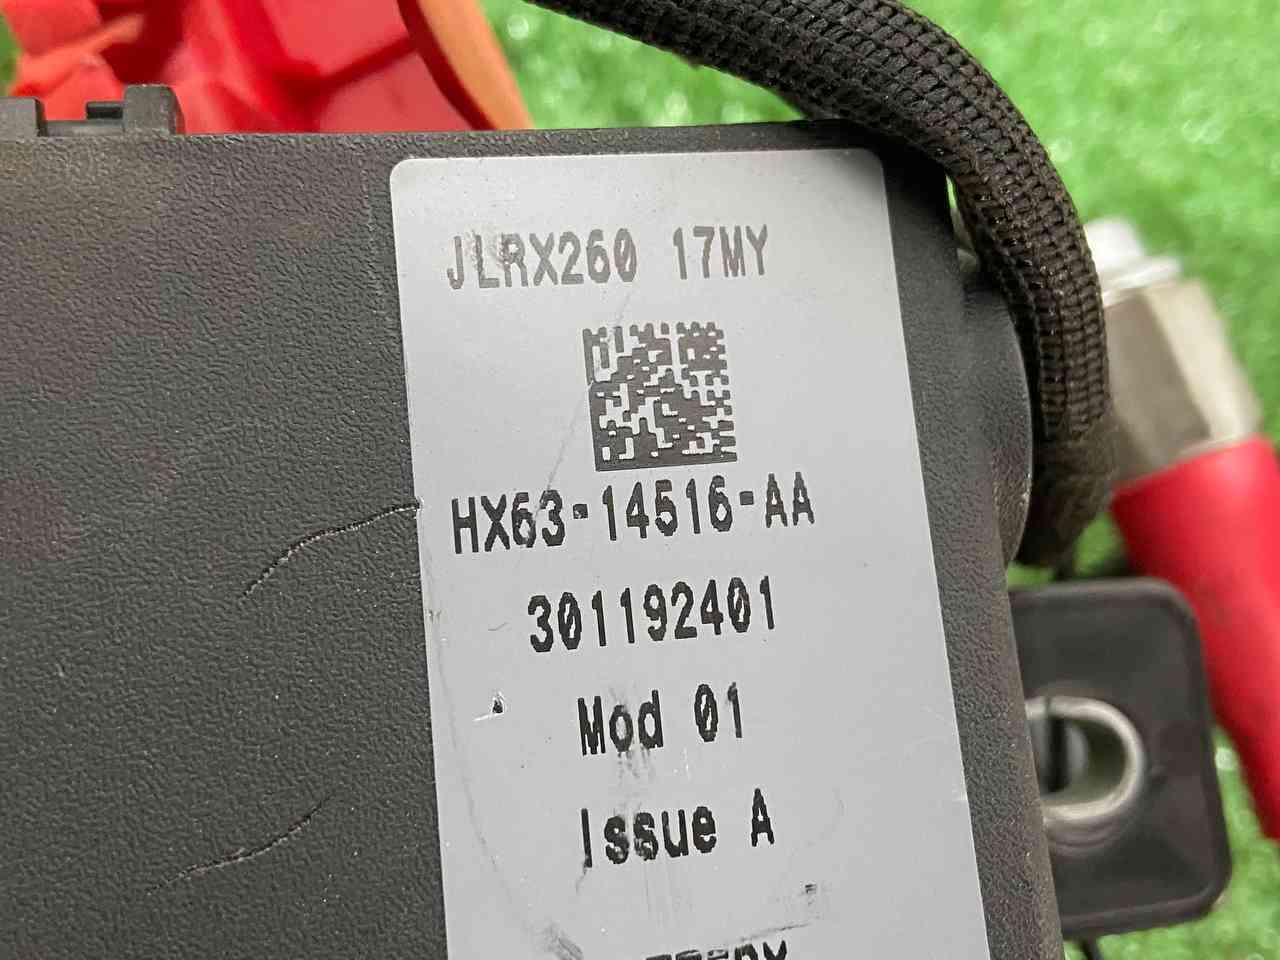 JLRX260 17MY
HX63-14516-AA
301192401
Mod 01
Issue A